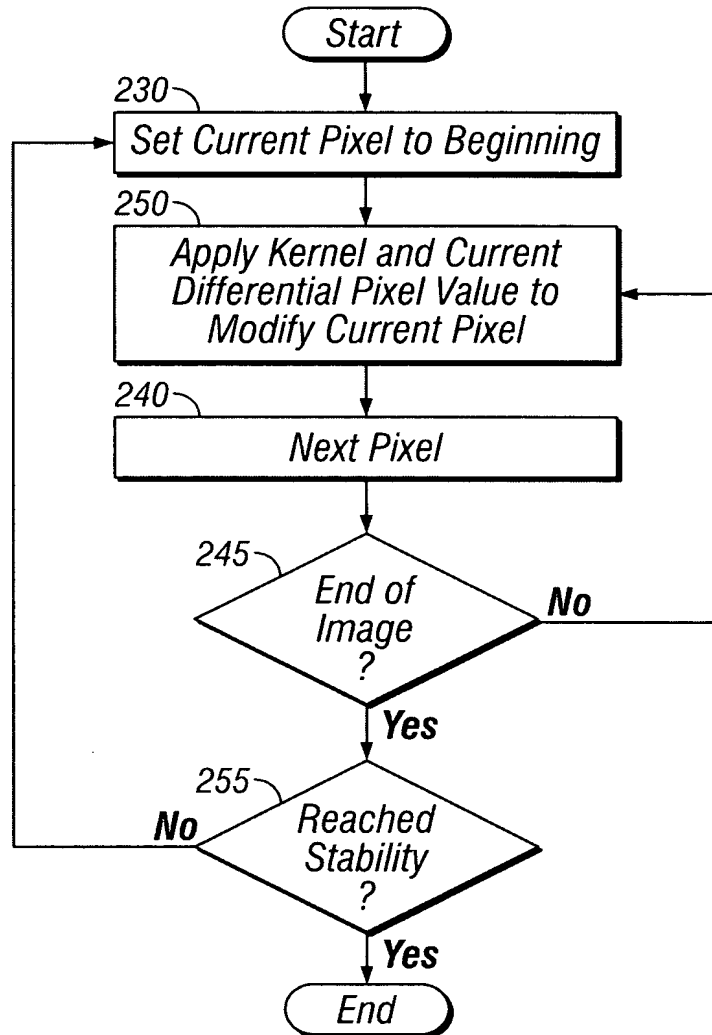 Start
230
Set Current Pixel to Beginning
250
Apply Kernel and Current
Differential Pixel Value to
Modify Current Pixel
240
Next Pixel
245
End of
Image
?
No
Yes
255
Reached
Stability
?
No
Yes
End